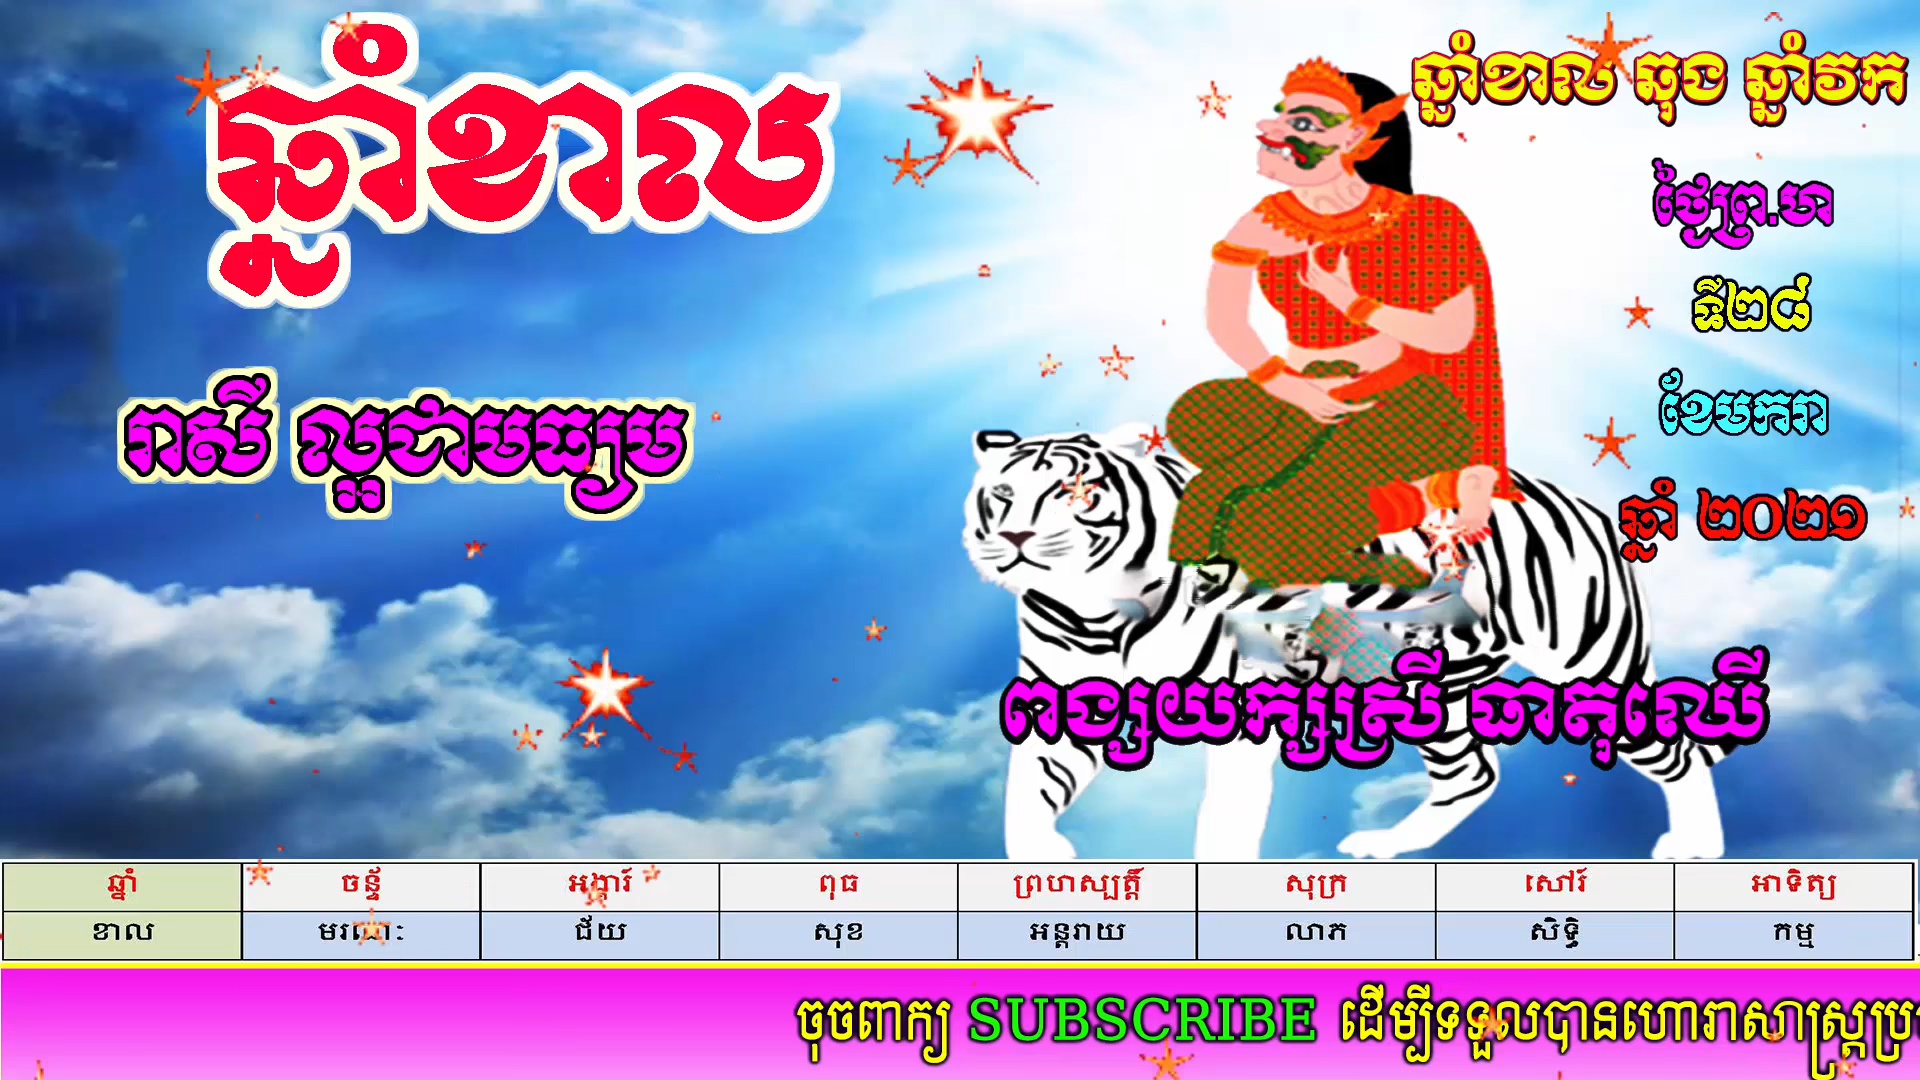 ឆ្នាំខាល
រាសី ល្អជាមធ្យម
ឆ្នាំខាល ឆុង ឆ្នាំវក
ថ្ងៃព្រ.ហ
ទី២៨
ខែមករា
ឆ្នាំ ២០២១
ពង្សយក្សស្រី ធាតុឈើ
ឆ្នាំ ចន្ទ័ អង្គារ៍ ពុធ ព្រហស្បត្តិ៍ សុក្រ សៅរ៍ អាទិត្យ
ខាល មរណោះ ជ័យ សុខ អន្តរាយ លាភ សិទ្ធិ កម្ម
ចុចពាក្យ SUBSCRIBE ដើម្បីទទួលបានហោរាសាស្ត្រប្រ